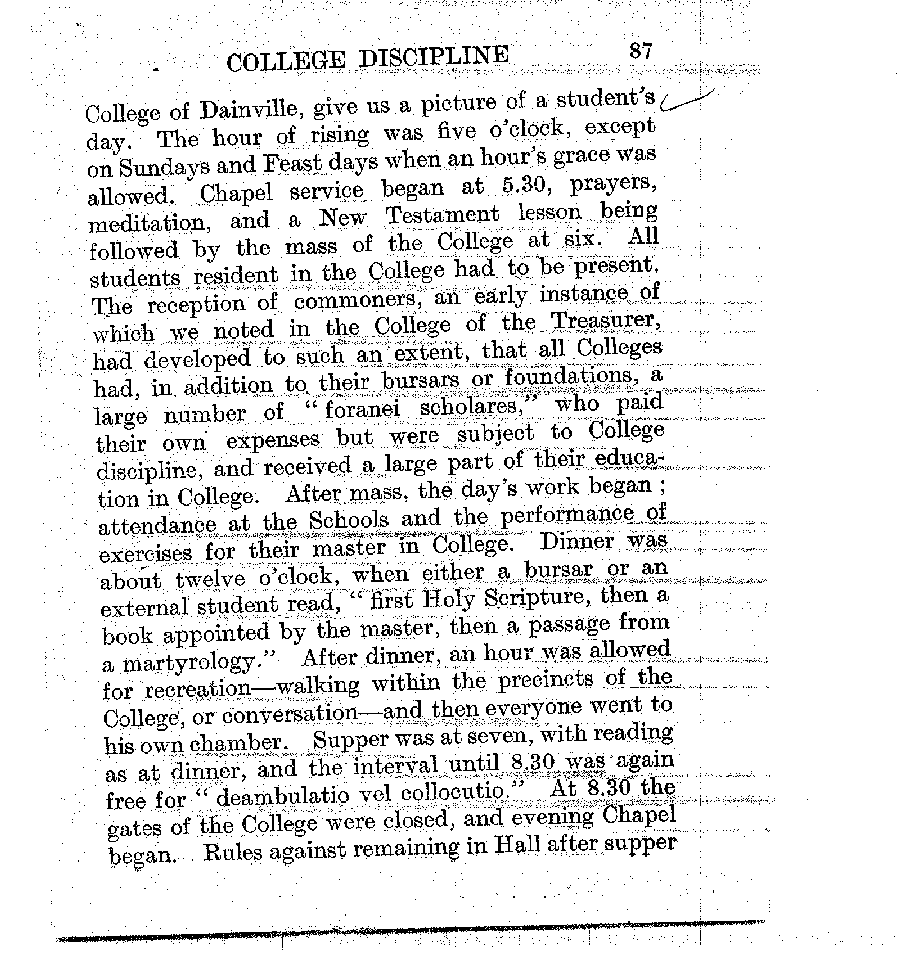 COLLEGE DISCIPLINE 87
College of Dainville, give us a picture of a student's
day. The hour of rising was five o'clock, except
on Sundays and Feast days when an hour's grace was
allowed. Chapel service began at 5.30, prayers,
meditation, and a New Testament lesson being
followed by the mass of the College at six. All
students resident in the College had to be present.
The reception of commoners, an early instance of
which we noted in the College of the Treasurer,
had developed to such an extent, that all Colleges
had, in addition to their bursars or foundations, a
large number of “ foranei scholares,” who paid
their own expenses but were subject to College
discipline, and received a large part of their educa-
tion in College. After mass, the day's work began ;
attendance at the Schools and the performance of
exercises for their master in College. Dinner was
about twelve o'clock, when either a bursar or an
external student read, “ first Holy Scripture, then a
book appointed by the master, then a passage from
a martyrology.” After dinner, an hour was allowed
for recreation—walking within the precincts of the
College, or conversation—and then everyone went to
his own chamber. Supper was at seven, with reading
as at dinner, and the interval until 8.30 was again
free for “ deambulatio vel collocutio.” At 8.30 the
gates of the College were closed, and evening Chapel
began. Rules against remaining in Hall after supper